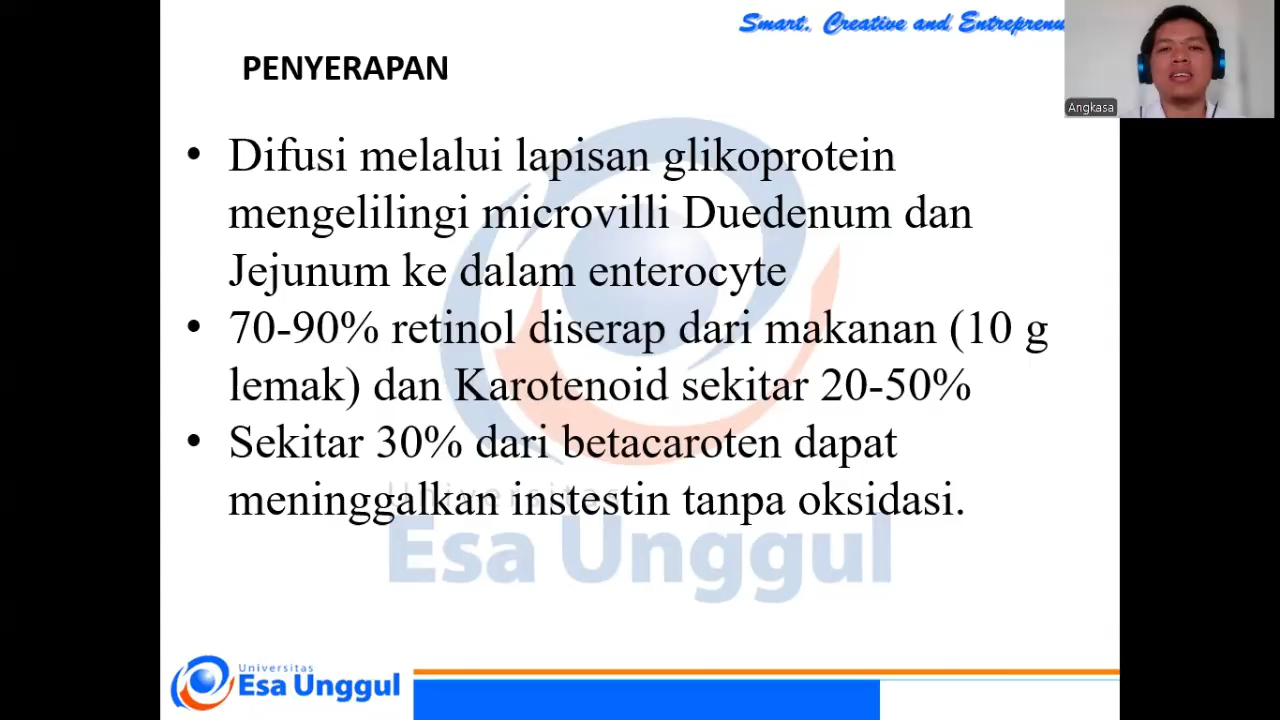 Smart, Creative and Entreprenu
PENYERAPAN
Angkasa
• Difusi melalui lapisan glikoprotein
mengelilingi microvilli Duedenum dan
Jejunum ke dalam enterocyte
• 70-90% retinol diserap dari makanan (10 g
lemak) dan Karotenoid sekitar 20-50%
• Sekitar 30% dari betacaroten dapat
meninggalkan instestin tanpa oksidasi.
Universitas
Esa Unggul
Universitas
Esa Unggul